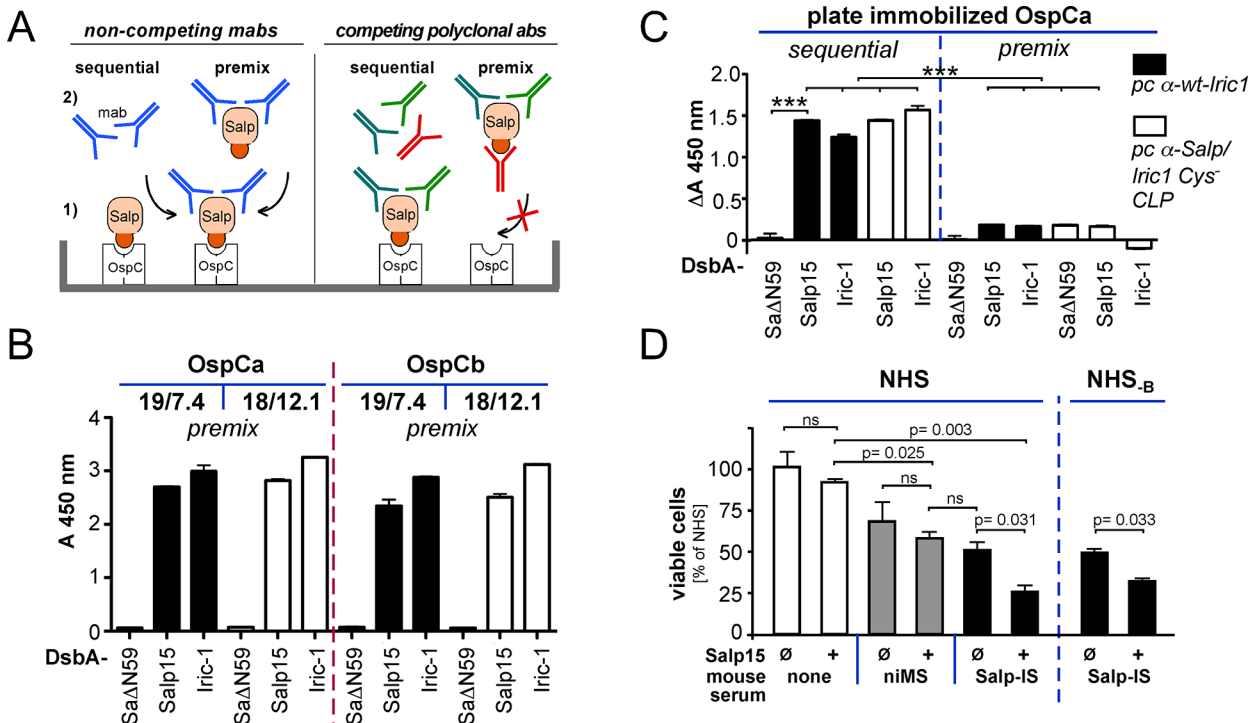 A
non-competing mabs
competing polyclonal abs
sequential
premix
sequential
premix
2)
mab
Salp
Salp
1)
Salp
Salp
Salp
OspC
OspC
OspC
OspC
B
OspCa
OspCb
19/7.4
18/12.1
19/7.4
18/12.1
premix
premix
A 450 nm
4
3
2
1
0
DsbA-
SaΔN59
Salp15
Iric-1
SaΔN59
Salp15
Iric-1
SaΔN59
Salp15
Iric-1
SaΔN59
Salp15
Iric-1
C
plate immobilized OspCa
sequential
premix
***
***
ΔA 450 nm
2.0
1.5
1.0
0.5
0
DsbA-
SaΔN59
Salp15
Iric-1
Salp15
Iric-1
SaΔN59
Salp15
Iric-1
SaΔN59
Salp15
Iric-1
pc α-wt-Iric1
pc α-Salp/
Iric1 Cys-
CLP
D
NHS
NHS-B
ns
p= 0.003
p= 0.025
ns
ns
p= 0.031
p= 0.033
viable cells
[% of NHS]
100
75
50
25
0
Salp15 Ø + Ø + Ø + Ø +
mouse
serum
none
niMS
Salp-IS
Salp-IS